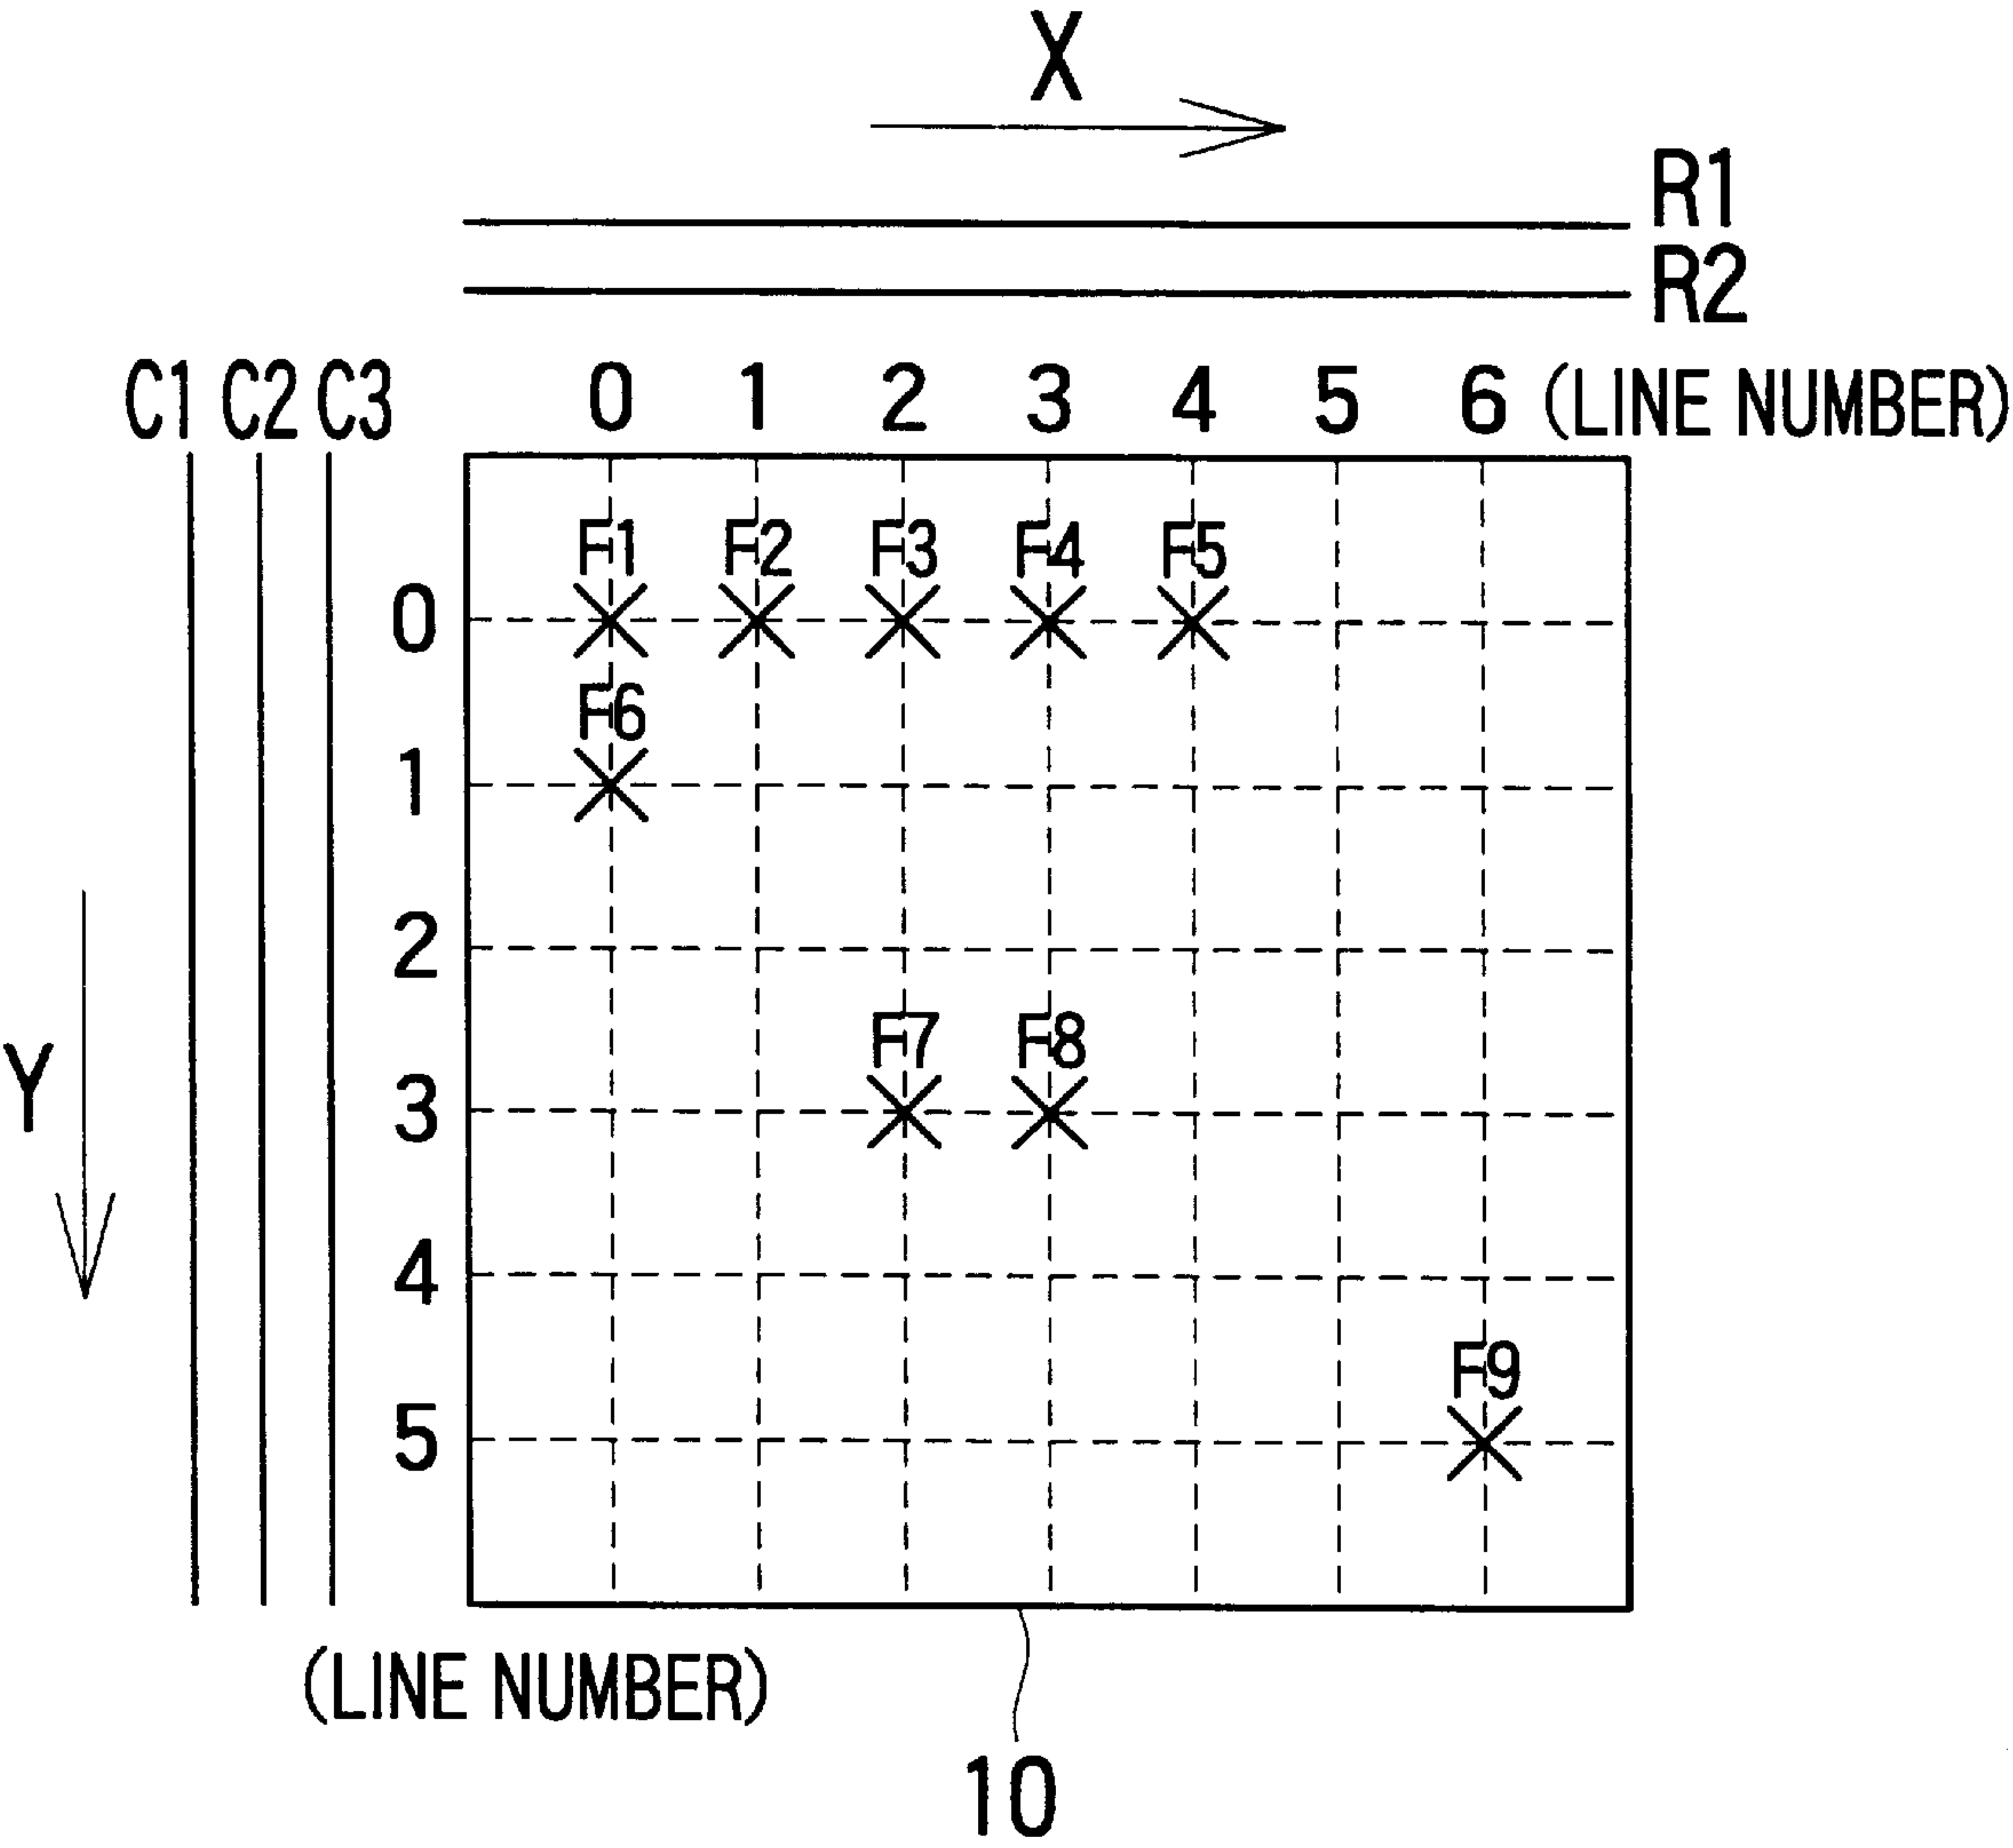 X
R1
R2
C1 C2 C3 0 1 2 3 4 5 6 (LINE NUMBER)
F1 F2 F3 F4 F5
0
F6
1
2
F7 F8
Y
3
4
F9
5
(LINE NUMBER)
10